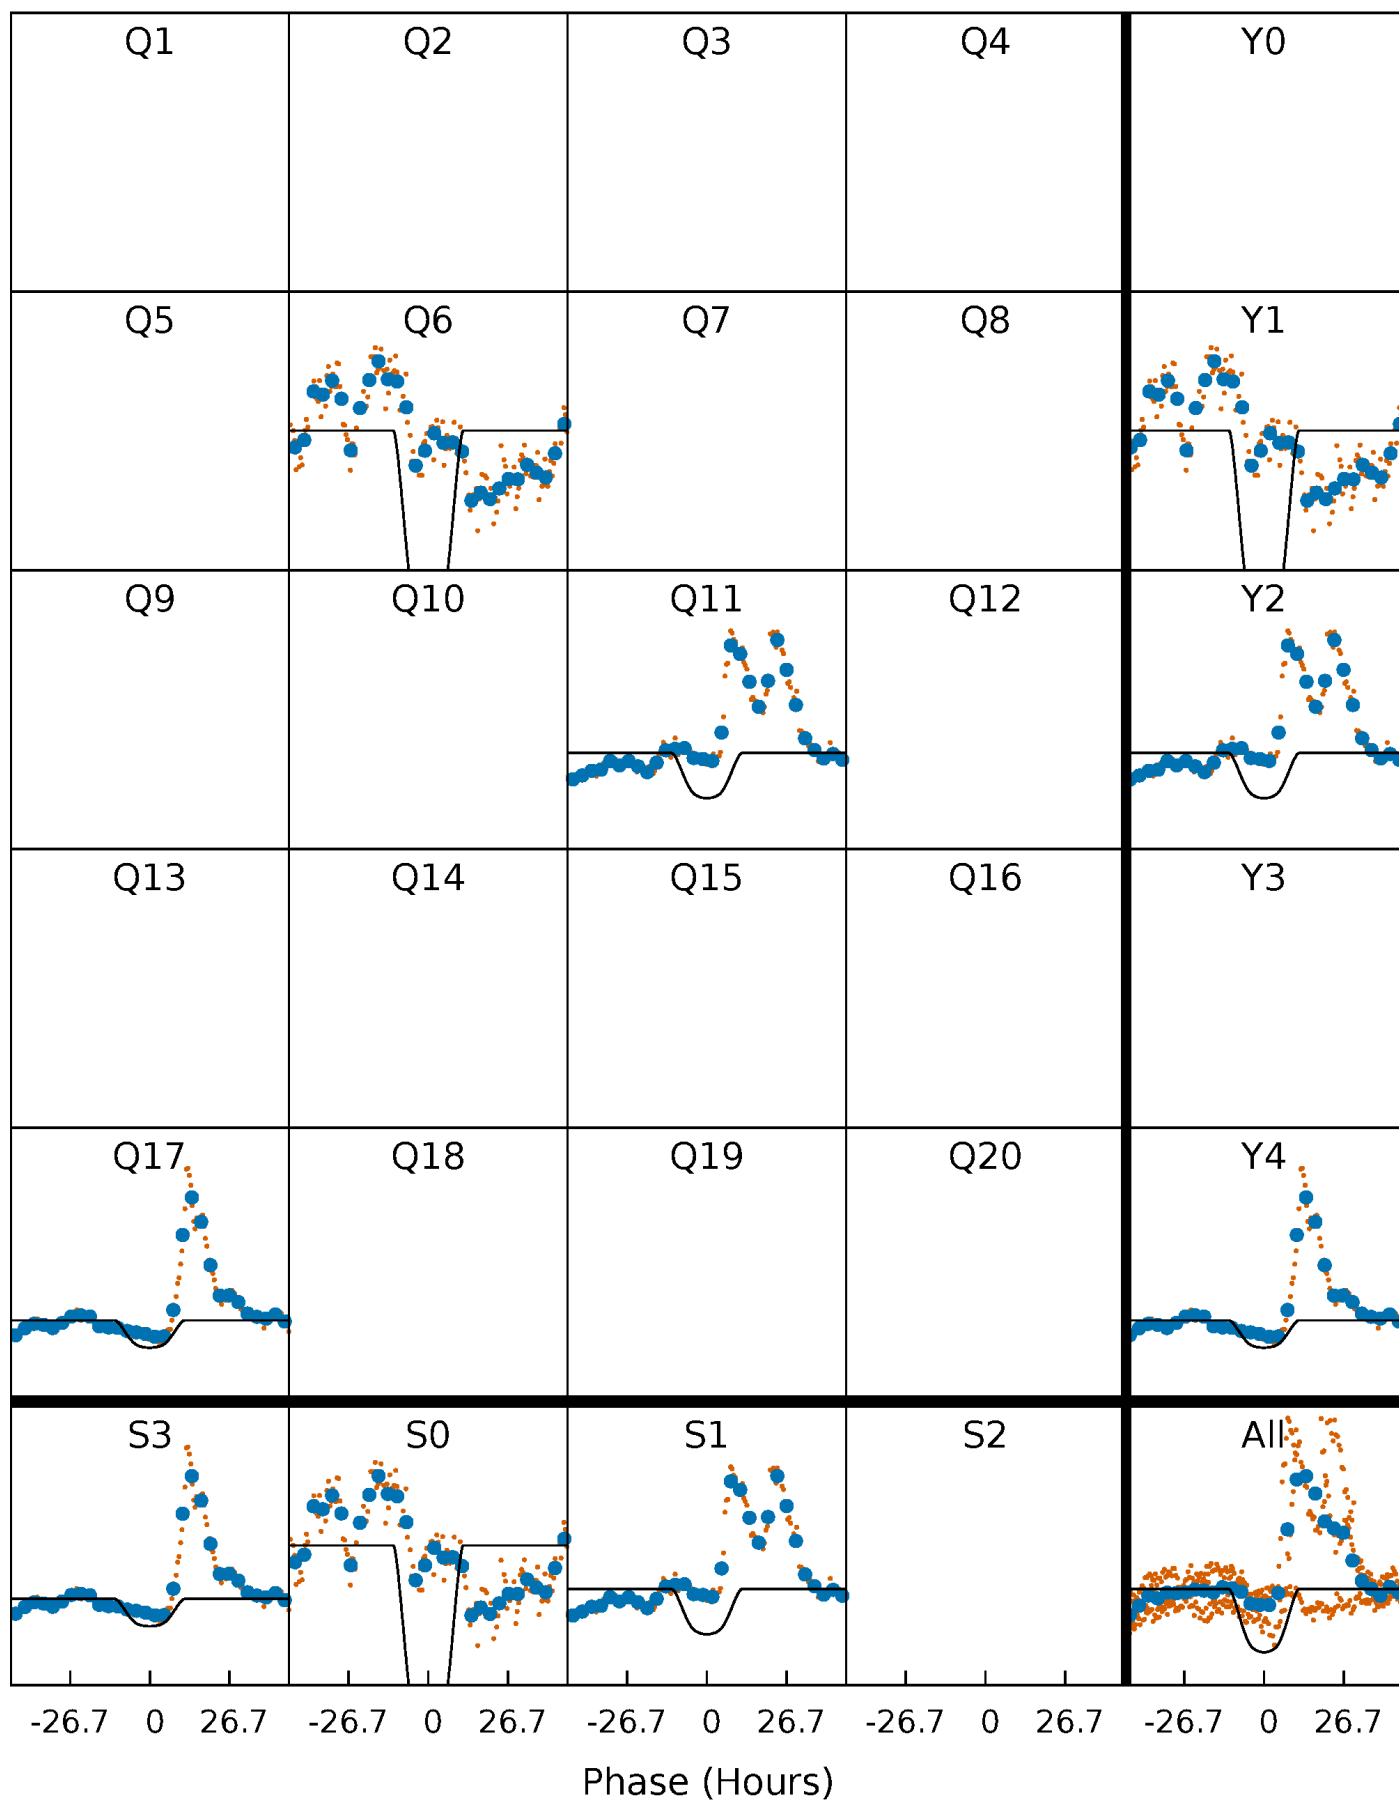 Q1 Q2 Q3 Q4 Y0
Q5 Q6 Q7 Q8 Y1
Q9 Q10 Q11 Q12 Y2
Q13 Q14 Q15 Q16 Y3
Q17 Q18 Q19 Q20 Y4
S3 S0 S1 S2 All
-26.7 0 26.7 -26.7 0 26.7 -26.7 0 26.7 -26.7 0 26.7 -26.7 0 26.7
Phase (Hours)